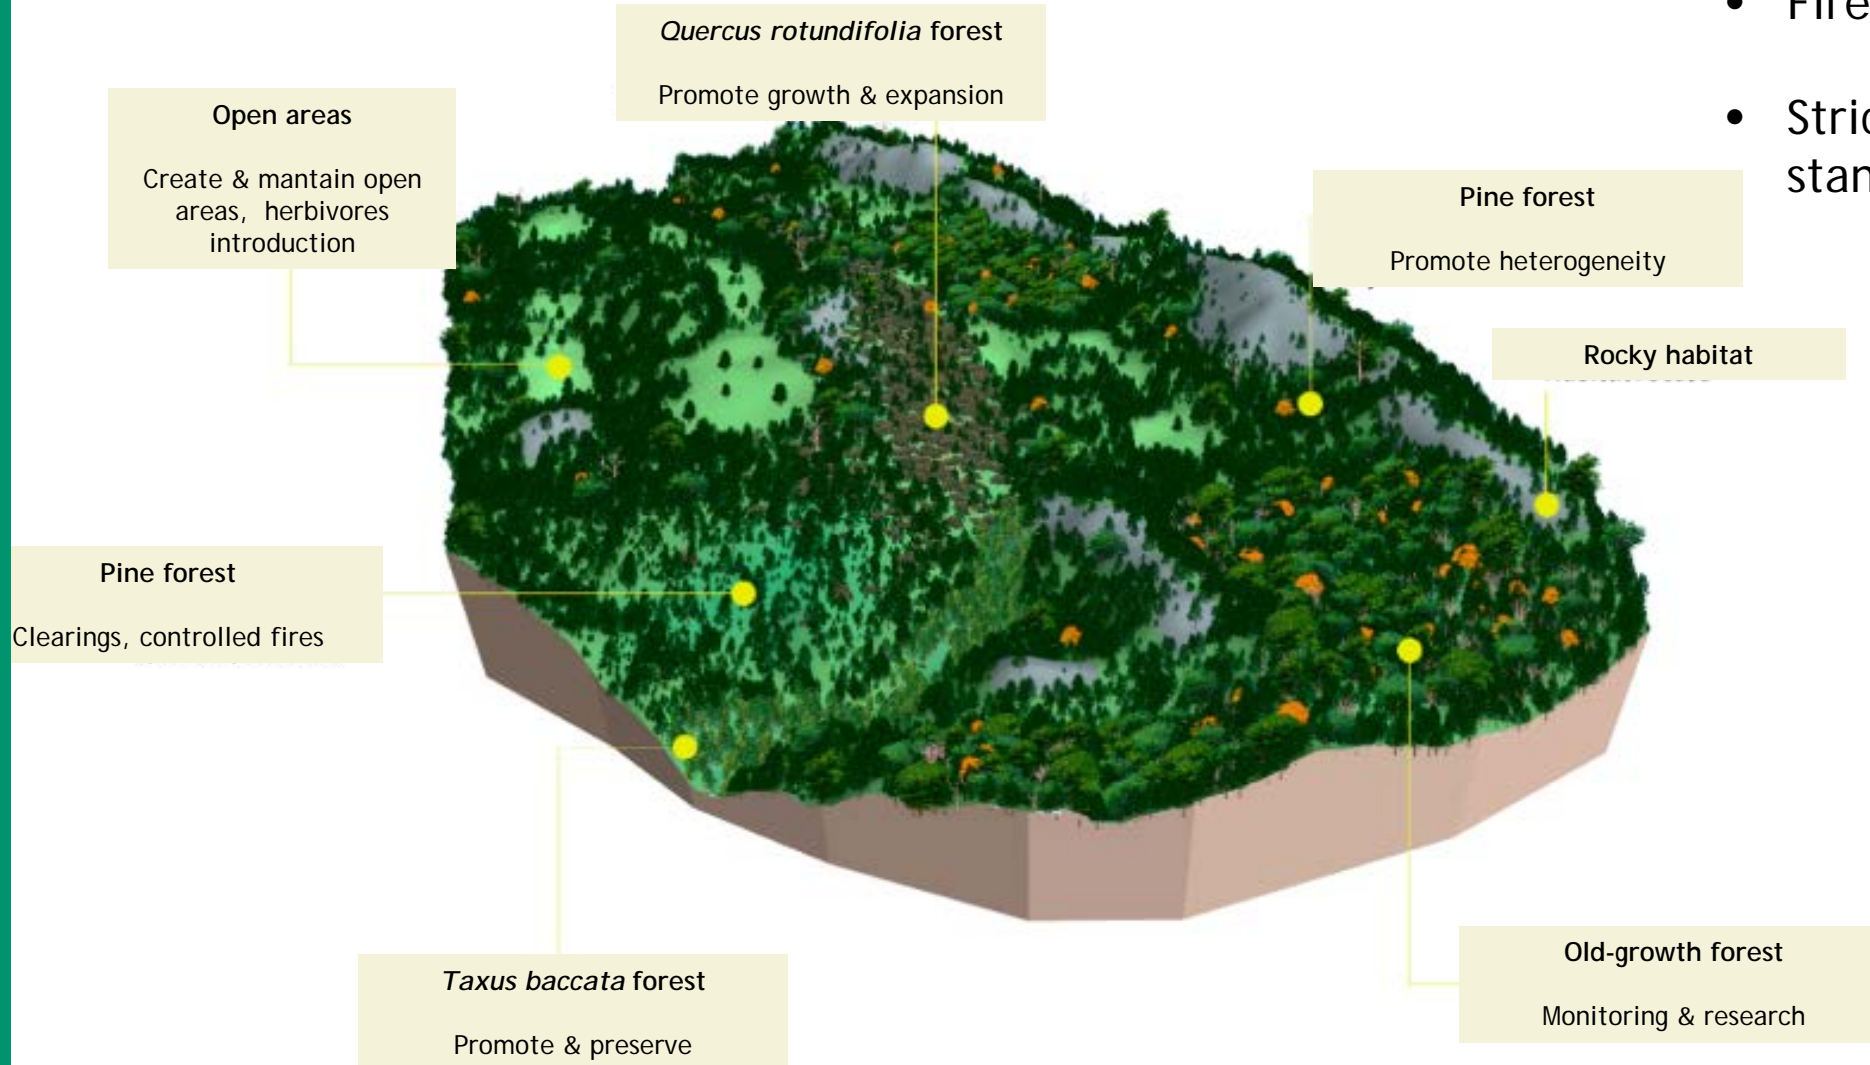 Quercus rotundifolia forest
Promote growth & expansion
Open areas
Create & mantain open
areas, herbivores
introduction
• Fire
• 
Pine forest
Promote heterogeneity
Rocky habitat
Pine forest
Clearings, controlled fires
Taxus baccata forest
Promote & preserve
Old-growth forest
Monitoring & research